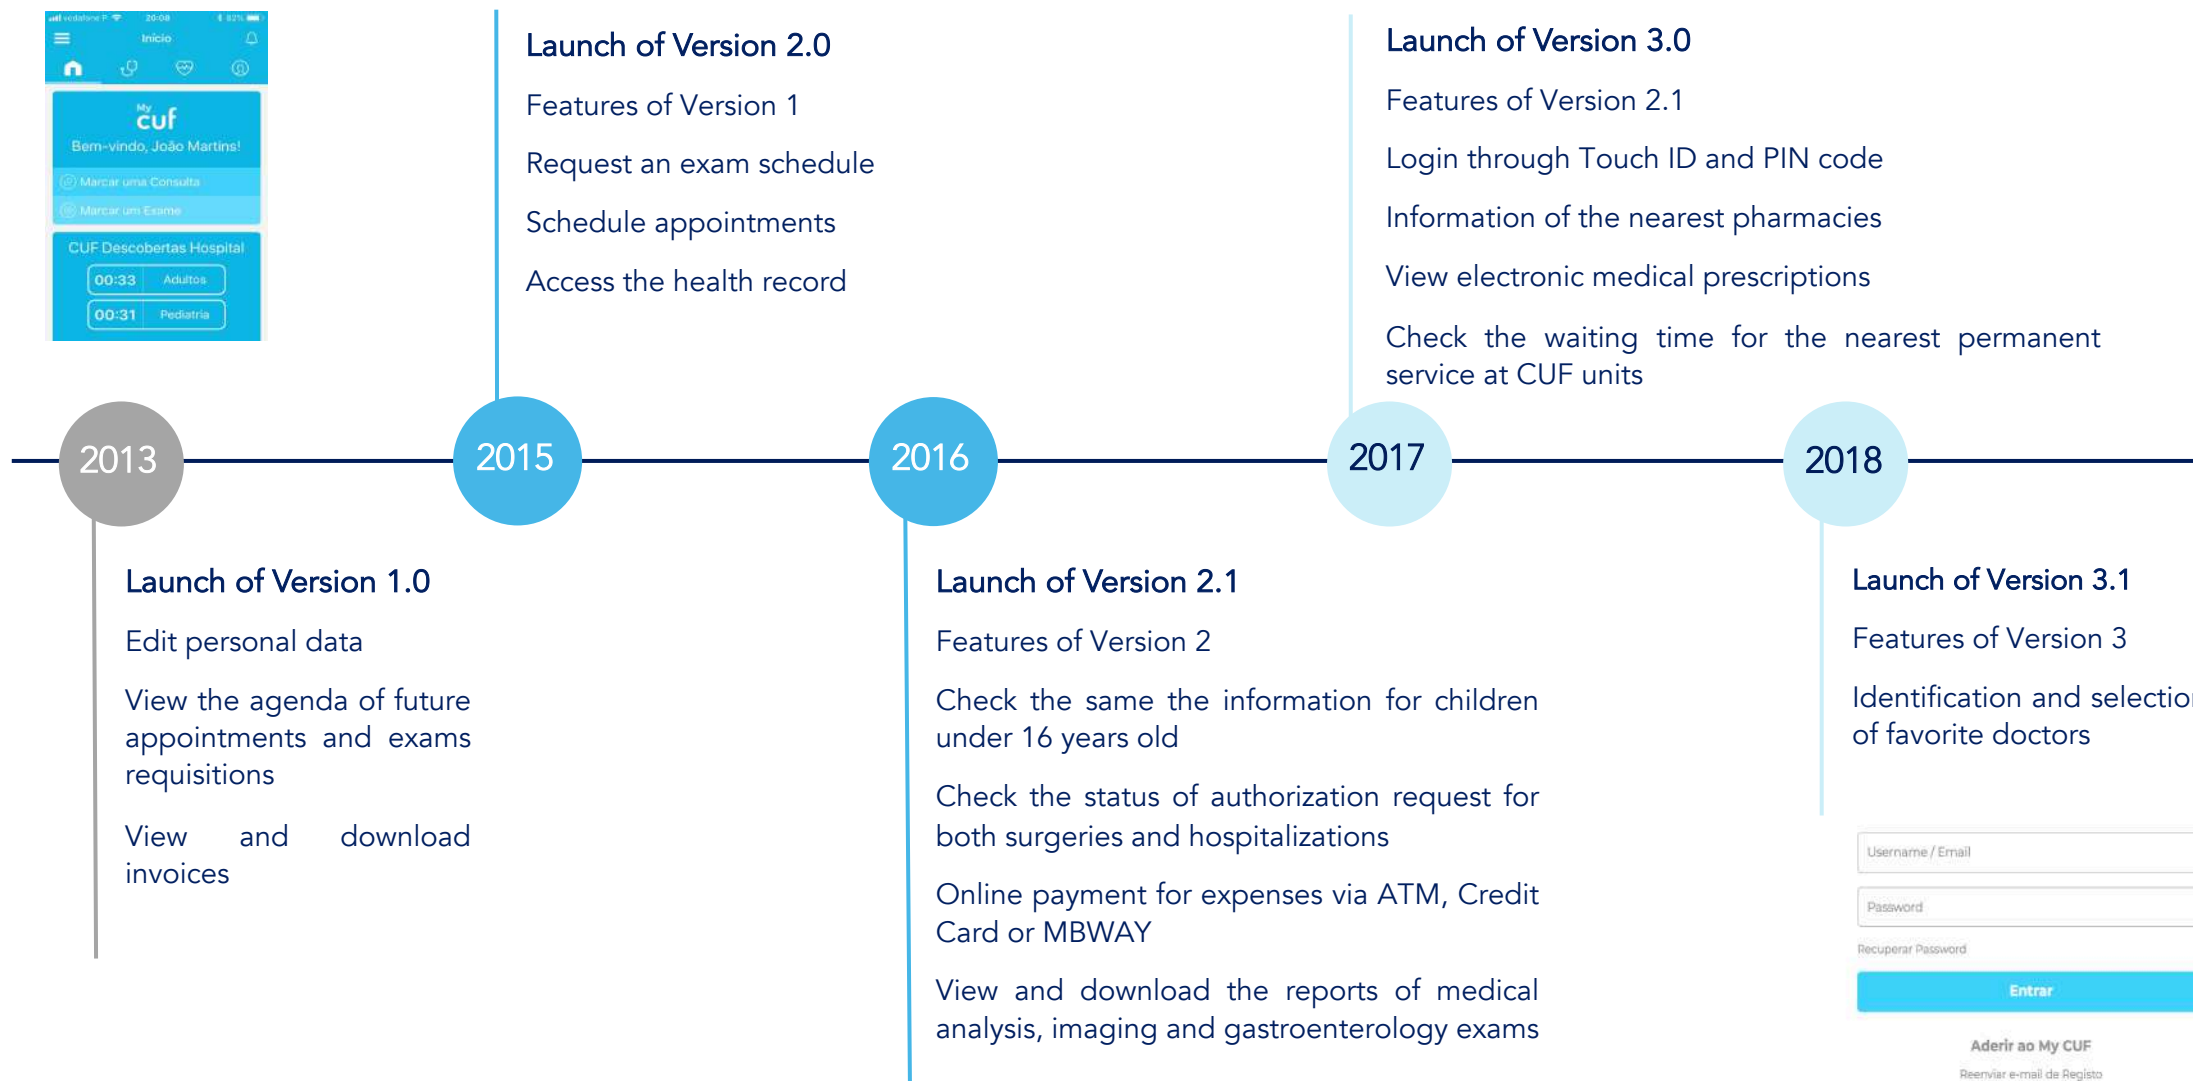 vodafone P
20:08
82%
Início
My
cuf
Bem-vindo, João Martins!
Marcar uma Consulta
Marcar um Exame
CUF Descobertas Hospital
00:33 Adultos
00:31 Pediatria
Launch of Version 2.0
Features of Version 1
Request an exam schedule
Schedule appointments
Access the health record
Launch of Version 3.0
Features of Version 2.1
Login through Touch ID and PIN code
Information of the nearest pharmacies
View electronic medical prescriptions
Check the waiting time for the nearest permanent
service at CUF units
2013
2015
2016
2017
2018
Launch of Version 1.0
Edit personal data
View the agenda of future
appointments and exams
requisitions
View and download
invoices
Launch of Version 2.1
Features of Version 2
Check the same the information for children
under 16 years old
Check the status of authorization request for
both surgeries and hospitalizations
Online payment for expenses via ATM, Credit
Card or MBWAY
View and download the reports of medical
analysis, imaging and gastroenterology exams
Launch of Version 3.1
Features of Version 3
Identification and selection
of favorite doctors
Username / Email
Password
Recuperar Password
Entrar
Aderir ao My CUF
Reenviar e-mail de Registo